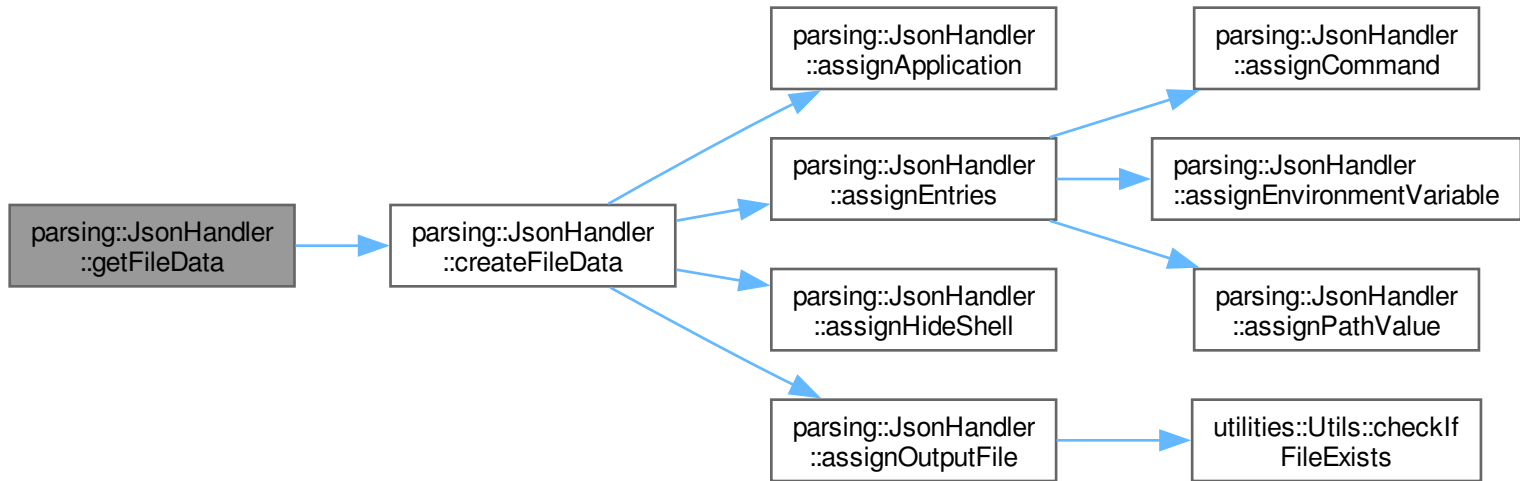 parsing::JsonHandler
::getFileData
parsing::JsonHandler
::createFileData
parsing::JsonHandler
::assignApplication
parsing::JsonHandler
::assignEntries
parsing::JsonHandler
::assignHideShell
parsing::JsonHandler
::assignOutputFile
parsing::JsonHandler
::assignCommand
parsing::JsonHandler
::assignEnvironmentVariable
parsing::JsonHandler
::assignPathValue
utilities::Utils::checkIf
FileExists